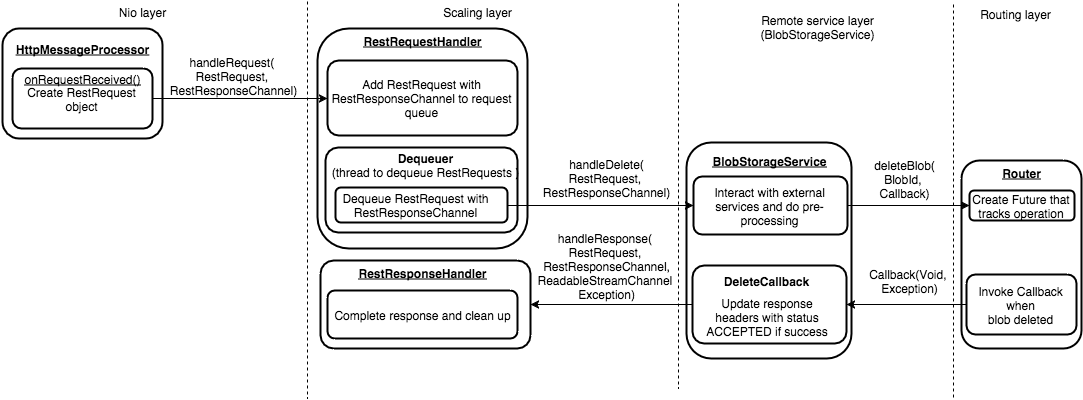 Nio layer
Scaling layer
Remote service layer
(BlobStorageService)
Routing layer
HttpMessageProcessor
onRequestReceived()
Create RestRequest
object
handleRequest(
RestRequest,
RestResponseChannel)
RestRequestHandler
Add RestRequest with
RestResponseChannel to request
queue
Dequeuer
(thread to dequeue RestRequests)
Dequeue RestRequest with
RestResponseChannel
handleDelete(
RestRequest,
RestResponseChannel)
BlobStorageService
Interact with external
services and do pre-
processing
deleteBlob(
BlobId,
Callback)
Router
Create Future that
tracks operation
handleResponse(
RestRequest,
RestResponseChannel,
ReadableStreamChannel
Exception)
RestResponseHandler
Complete response and clean up
DeleteCallback
Update response
headers with status
ACCEPTED if success
Callback(Void,
Exception)
Invoke Callback
when
blob deleted